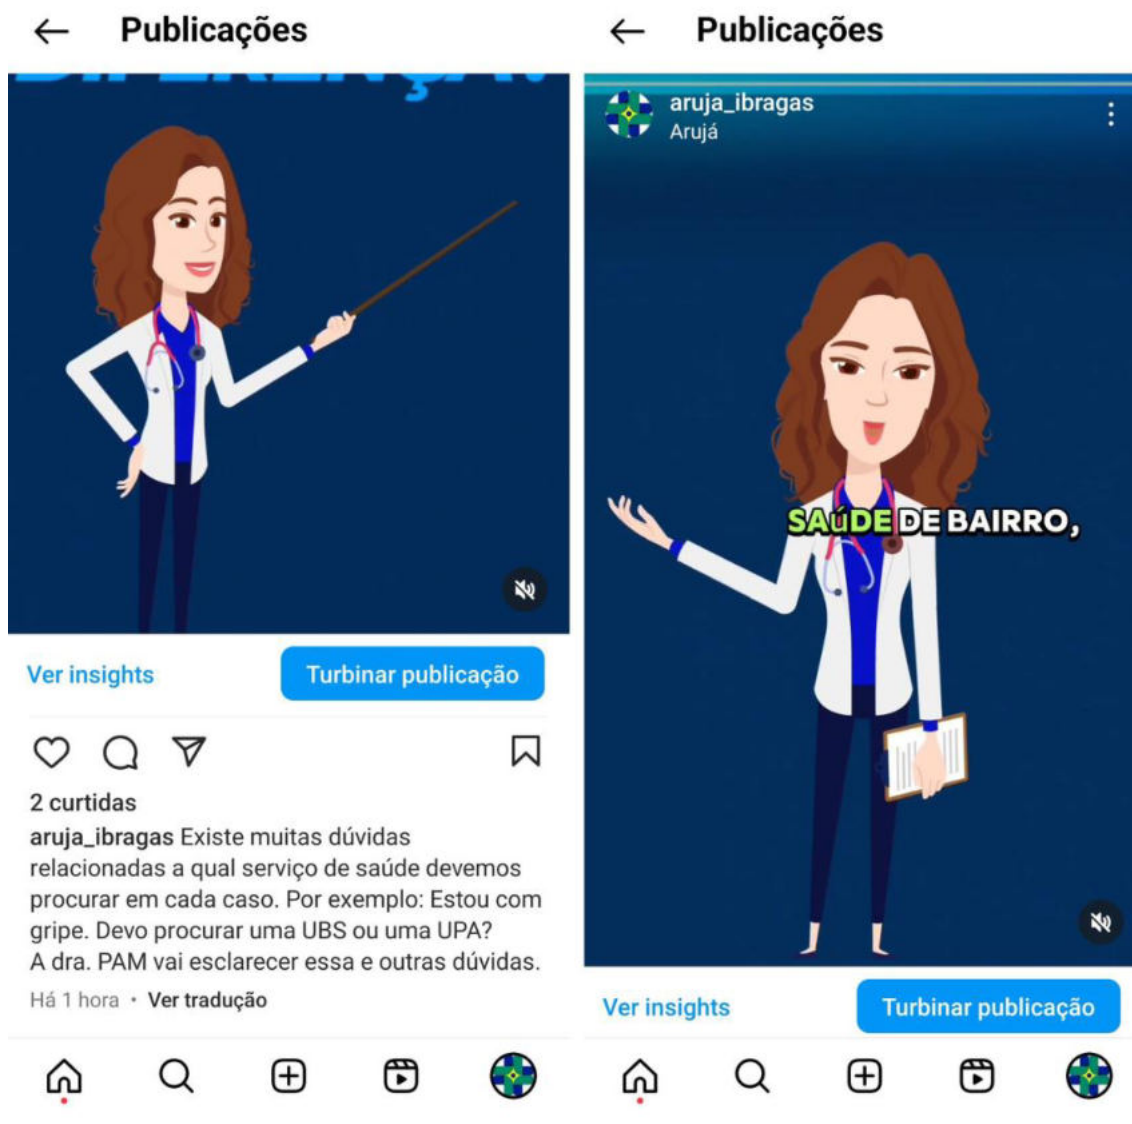 Publicações
DIFERENÇA!
Ver insights
Turbinar publicação
2 curtidas
aruja_ibragas Existe muitas dúvidas
relacionadas a qual serviço de saúde devemos
procurar em cada caso. Por exemplo: Estou com
gripe. Devo procurar uma UBS ou uma UPA?
A dra. PAM vai esclarecer essa e outras dúvidas.
Há 1 hora • Ver tradução
Publicações
aruja_ibragas
Arujá
SAúDE DE BAIRRO,
Ver insights
Turbinar publicação